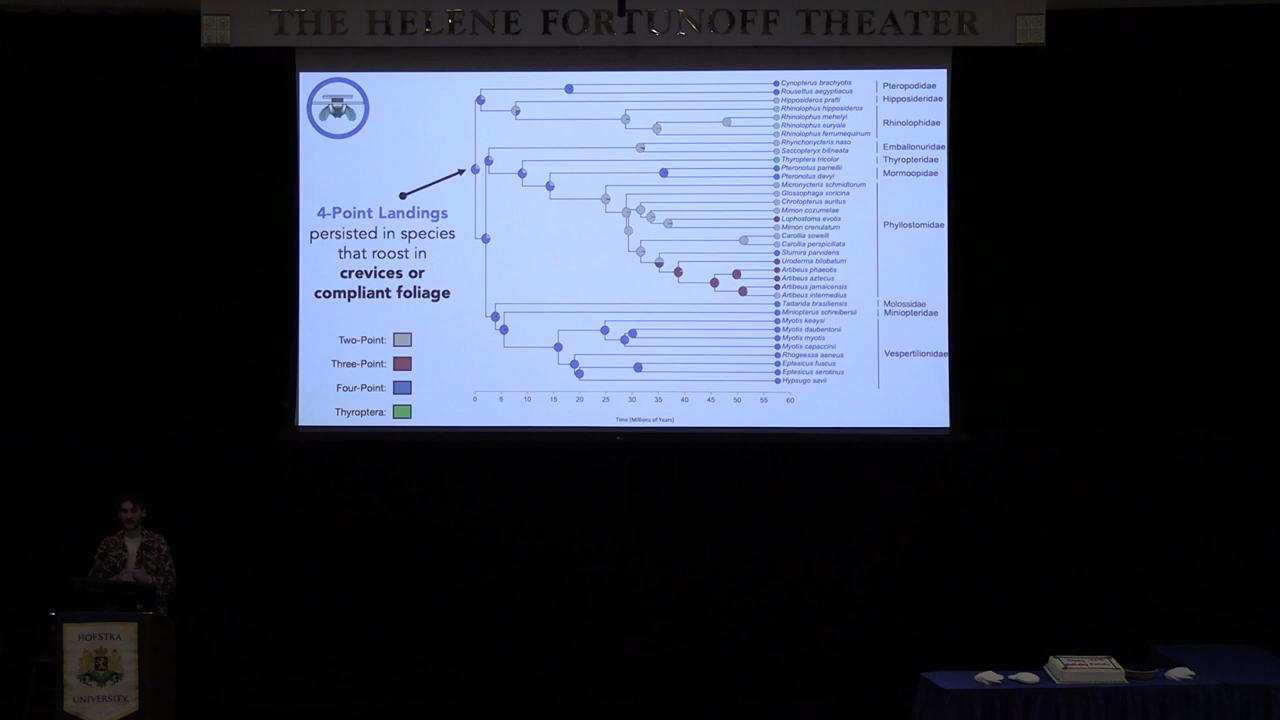 THE HELENE FORTUNOFF THEATER
4-Point Landings
persisted in species
that roost in
crevices or
compliant foliage
Two-Point:
Three-Point:
Four-Point:
Thyroptera:
Cynopterus brachyotis
Rousettus aegyptiacus
Hipposideros pratti
Rhinolophus hipposideros
Rhinolophus mehelyi
Rhinolophus euryale
Rhinolophus ferrumequinum
Rhynchonycteris naso
Saccopteryx bilineata
Thyroptera tricolor
Pteronotus parnellii
Pteronotus davyi
Micronycteris schmidtorum
Glossophaga soricina
Chrotopterus auritus
Mimon cozumelae
Lophostoma evotis
Mimon crenulatum
Carollia sowelli
Carollia perspicillata
Sturnira parvidens
Uroderma bilobatum
Artibeus phaeotis
Artibeus aztecus
Artibeus jamaicensis
Artibeus intermedius
Tadarida brasiliensis
Miniopterus schreibersii
Myotis keaysi
Myotis daubentonii
Myotis myotis
Myotis capaccinii
Rhogeessa aeneus
Eptesicus fuscus
Eptesicus serotinus
Hypsugo savii
Pteropodidae
Hipposideridae
Rhinolophidae
Emballonuridae
Thyropteridae
Mormoopidae
Phyllostomidae
Molossidae
Miniopteridae
Vespertilionidae
0 5 10 15 20 25 30 35 40 45 50 55 60
Time [Millions of Years]
HOFSTRA
UNIVERSITY